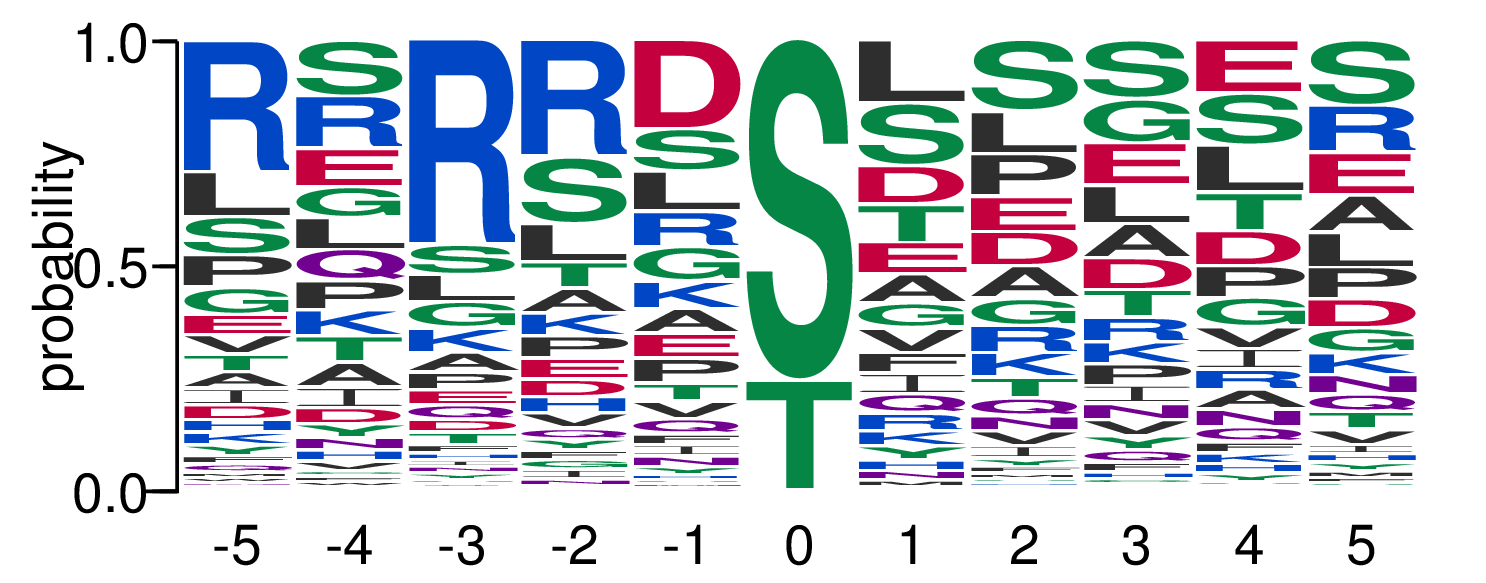 probability
1.0
0.5
0.0
R L S P G E V T A I D H K Y F Q
S R E G L Q P K T A I D Y N H V F
R S L G K A P E Q D T F H I N Y
R S L T A K P E D H V Q Y F G I N
D S L R G K A E P T V Q F I N Y H
S T
L S D T E A G V F I Q R K Y H N M
S L P E D A G R K T Q N V I F H Y
S G E L A D T R K P I N V Y Q F H
E S L T D P G V I R A N Q F K H Y
S R E A L P D G K N Q T V I Y H F
-5 -4 -3 -2 -1 0 1 2 3 4 5